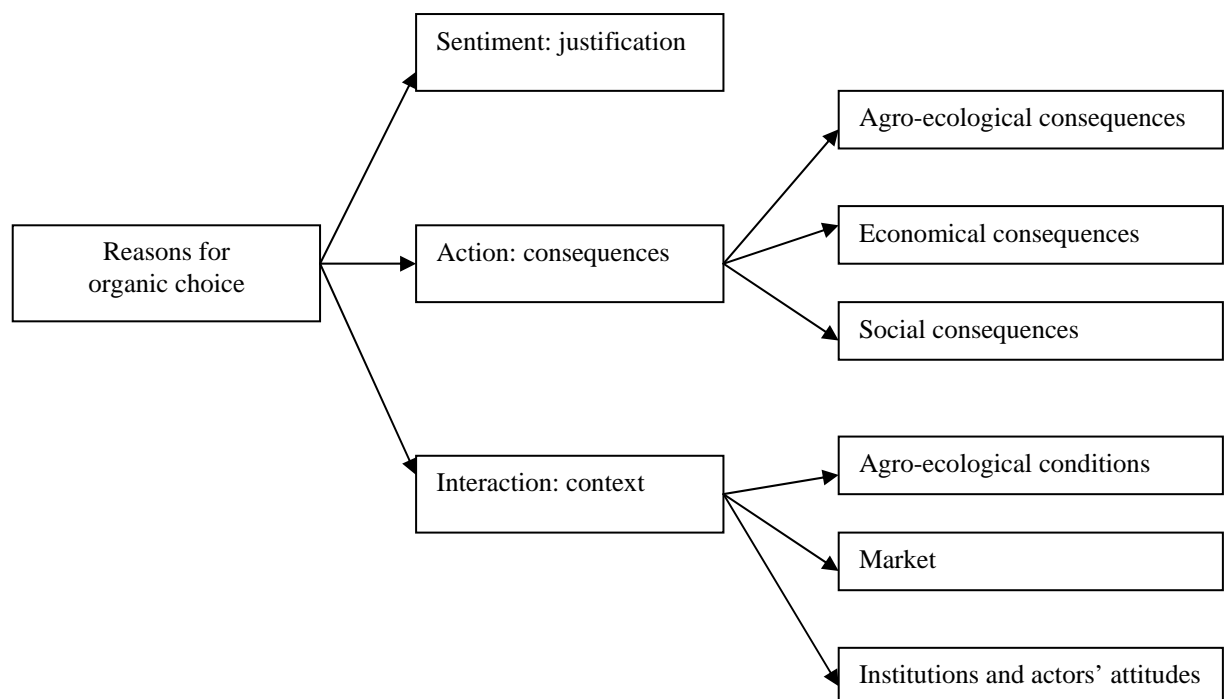 Sentiment: justification
Agro-ecological consequences
Reasons for
organic choice
Action: consequences
Economical consequences
Social consequences
Interaction: context
Agro-ecological conditions
Market
Institutions and actors’ attitudes